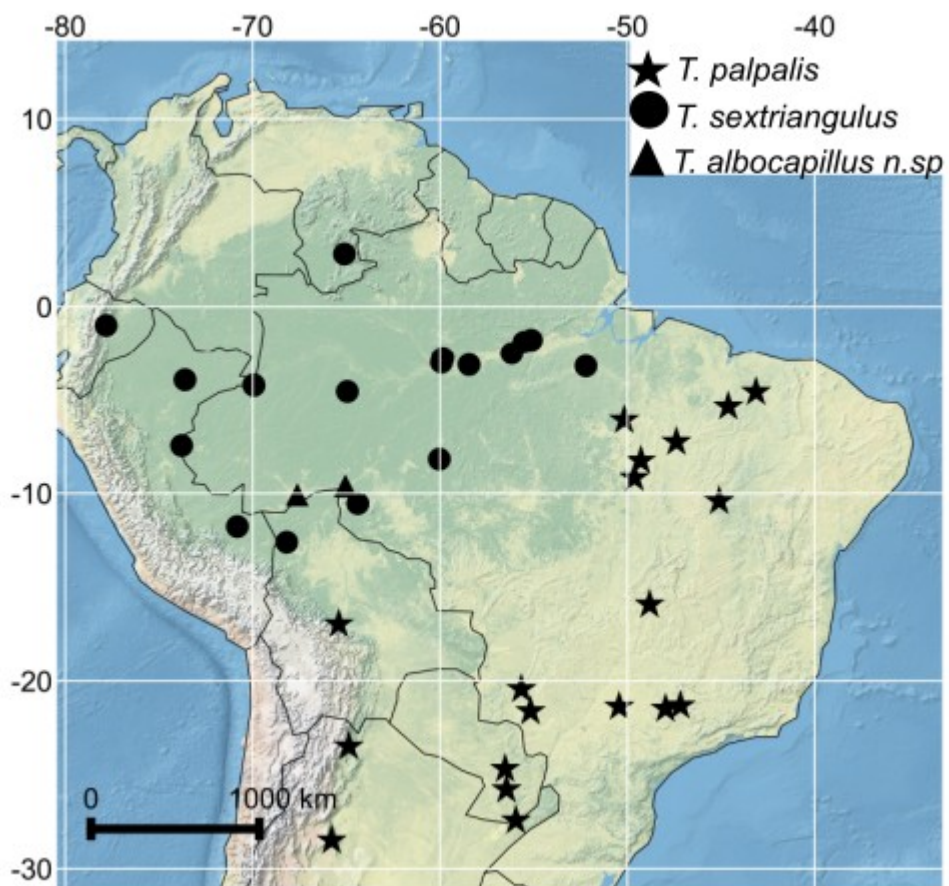 -80 -70 -60 -50 -40
T. palpalis
T. sextriangulus
T. albocapillus n.sp
10
0
-10
-20
0 1000 km
-30